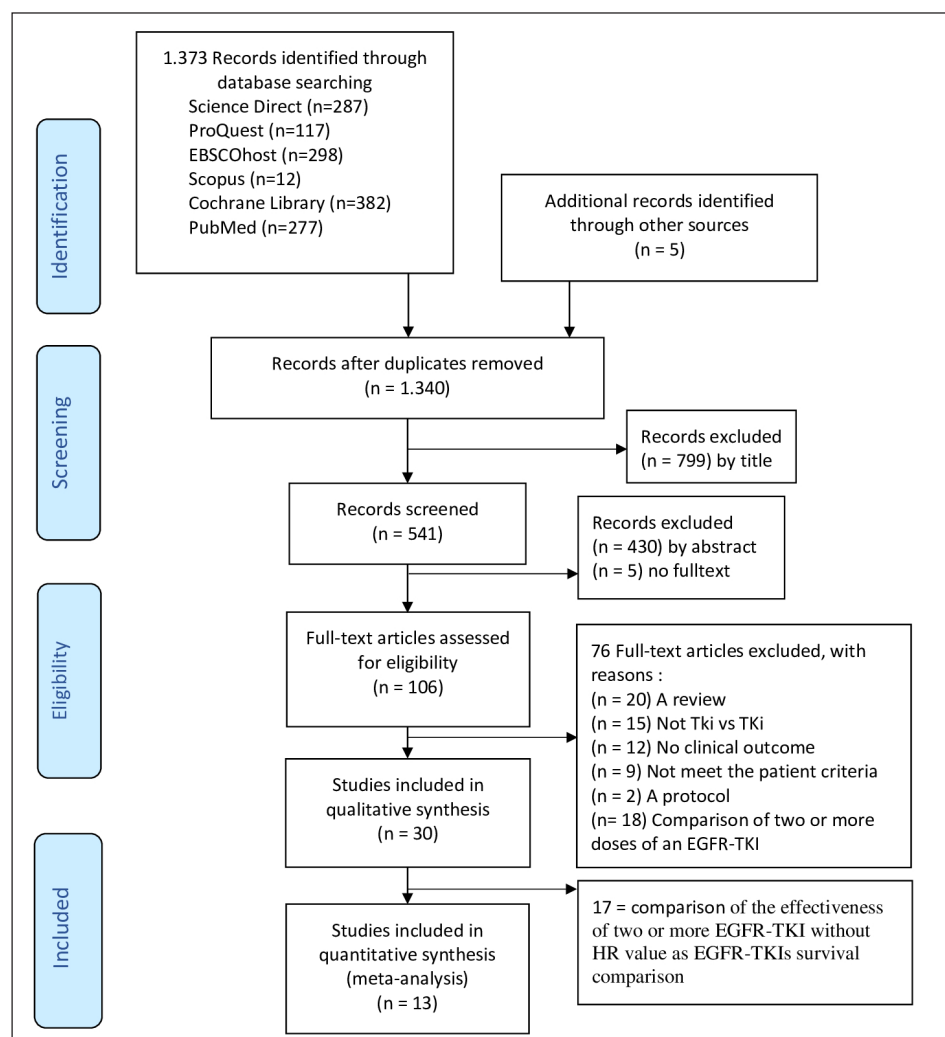 1.373 Records identified through
database searching
Science Direct (n=287)
ProQuest (n=117)
EBSCOhost (n=298)
Scopus (n=12)
Cochrane Library (n=382)
PubMed (n=277)
Identification
Additional records identified
through other sources
(n = 5)
Records after duplicates removed
(n = 1.340)
Screening
Records excluded
(n = 799) by title
Records screened
(n = 541)
Records excluded
(n = 430) by abstract
(n = 5) no fulltext
Eligibility
Full-text articles assessed
for eligibility
(n = 106)
76 Full-text articles excluded, with
reasons :
(n = 20) A review
(n = 15) Not Tki vs TKi
(n = 12) No clinical outcome
(n = 9) Not meet the patient criteria
(n = 2) A protocol
(n= 18) Comparison of two or more
doses of an EGFR-TKI
Studies included in
qualitative synthesis
(n = 30)
Included
17 = comparison of the effectiveness
of two or more EGFR-TKI without
HR value as EGFR-TKIs survival
comparison
Studies included in
quantitative synthesis
(meta-analysis)
(n = 13)